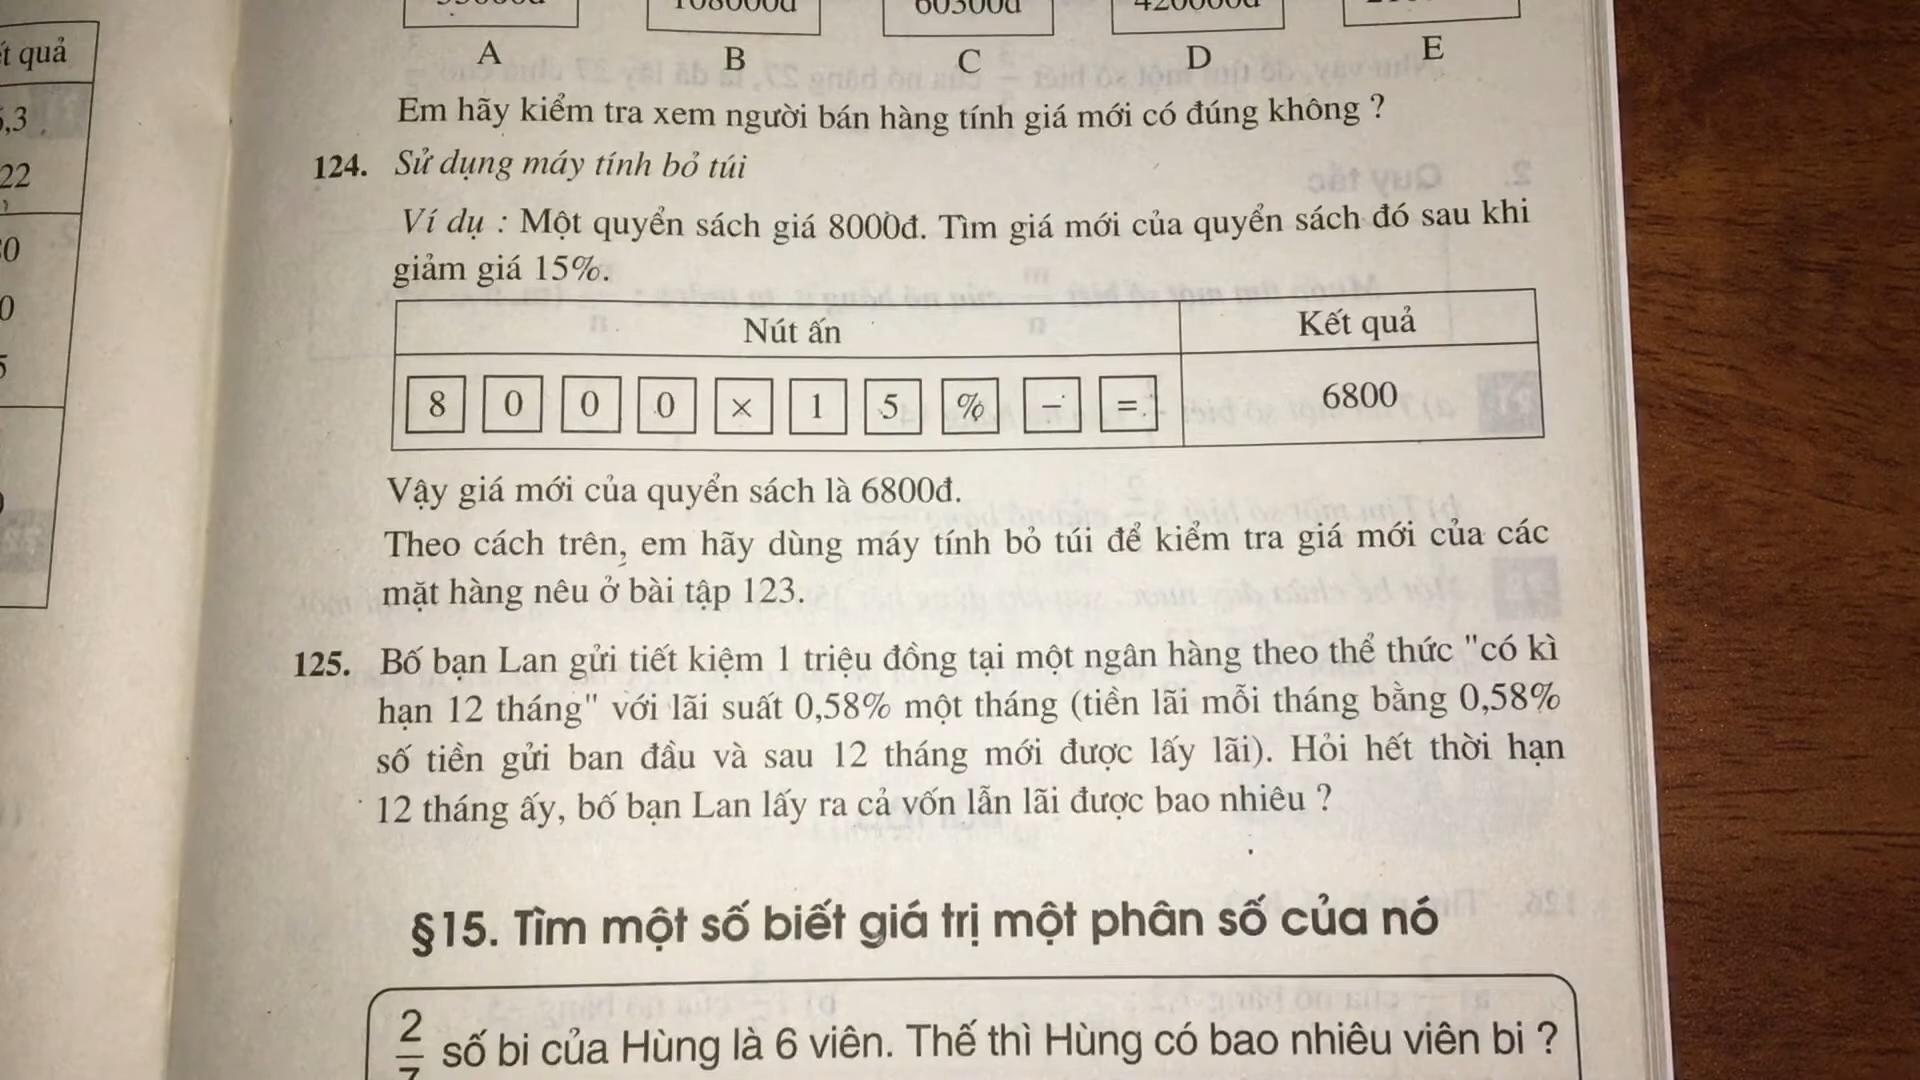 A B C D E
Em hãy kiểm tra xem người bán hàng tính giá mới có đúng không ?
124. Sử dụng máy tính bỏ túi
Ví dụ : Một quyển sách giá 8000đ. Tìm giá mới của quyển sách đó sau khi
giảm giá 15%.
Nút ấn Kết quả
8 0 0 0 × 1 5 % – = 6800
Vậy giá mới của quyển sách là 6800đ.
Theo cách trên, em hãy dùng máy tính bỏ túi để kiểm tra giá mới của các
mặt hàng nêu ở bài tập 123.
125. Bố bạn Lan gửi tiết kiệm 1 triệu đồng tại một ngân hàng theo thể thức "có kì
hạn 12 tháng" với lãi suất 0,58% một tháng (tiền lãi mỗi tháng bằng 0,58%
số tiền gửi ban đầu và sau 12 tháng mới được lấy lãi). Hỏi hết thời hạn
12 tháng ấy, bố bạn Lan lấy ra cả vốn lẫn lãi được bao nhiêu ?
§15. Tìm một số biết giá trị một phân số của nó
2/7 số bi của Hùng là 6 viên. Thế thì Hùng có bao nhiêu viên bi ?